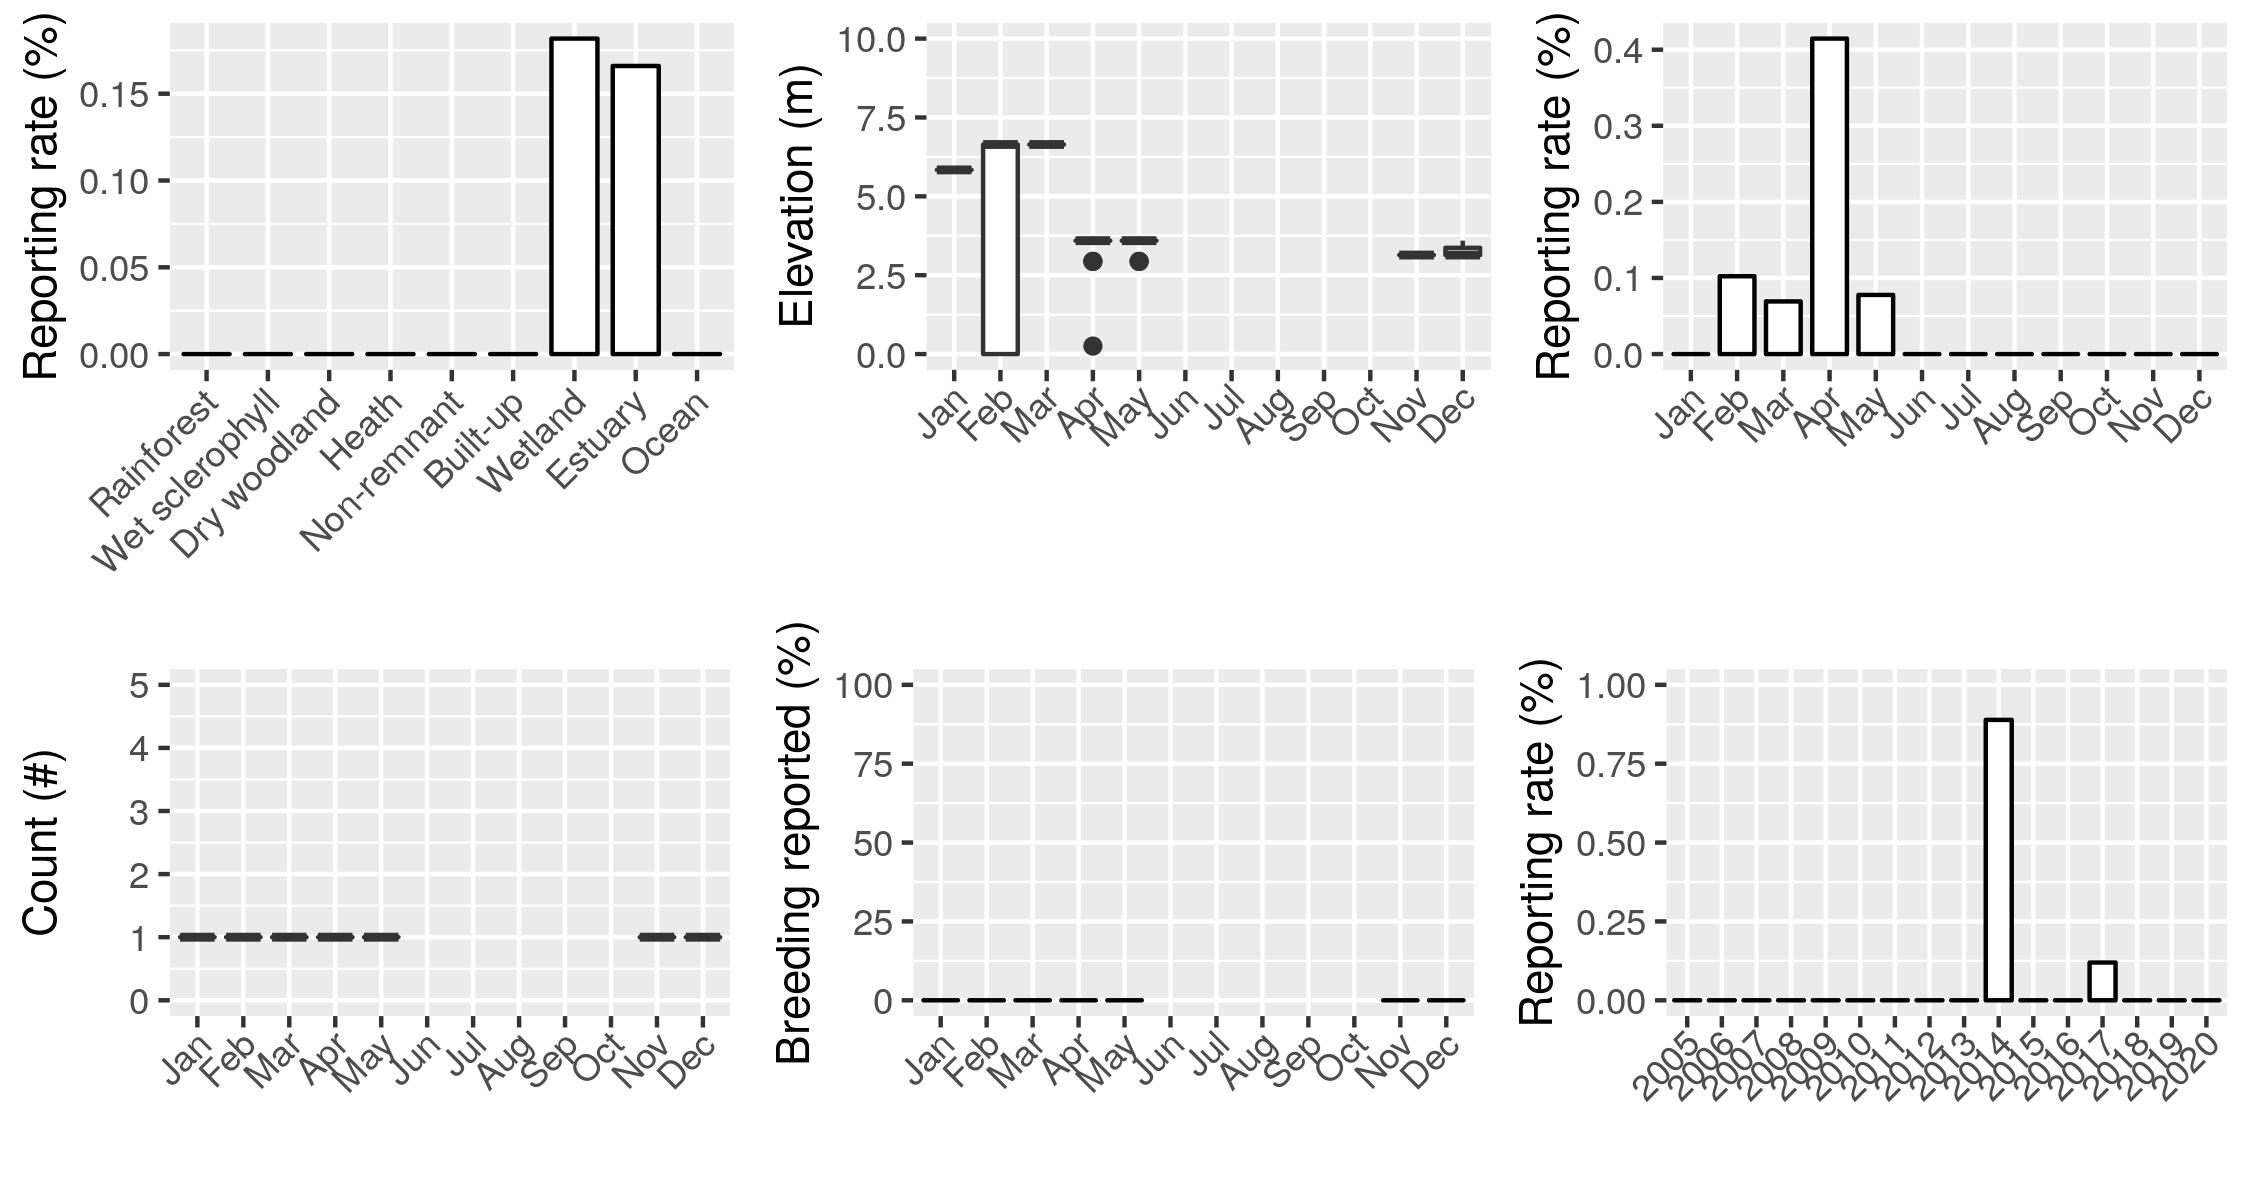 Reporting rate (%)
0.15
0.10
0.05
0.00
Rainforest
Wet sclerophyll
Dry woodland
Heath
Non-remnant
Built-up
Wetland
Estuary
Ocean
Elevation (m)
10.0
7.5
5.0
2.5
0.0
Jan
Feb
Mar
Apr
May
Jun
Jul
Aug
Sep
Oct
Nov
Dec
Reporting rate (%)
0.4
0.3
0.2
0.1
0.0
Jan
Feb
Mar
Apr
May
Jun
Jul
Aug
Sep
Oct
Nov
Dec
Count (#)
5
4
3
2
1
0
Jan
Feb
Mar
Apr
May
Jun
Jul
Aug
Sep
Oct
Nov
Dec
Breeding reported (%)
100
75
50
25
0
Jan
Feb
Mar
Apr
May
Jun
Jul
Aug
Sep
Oct
Nov
Dec
Reporting rate (%)
1.00
0.75
0.50
0.25
0.00
2005
2006
2007
2008
2009
2010
2011
2012
2013
2014
2015
2016
2017
2018
2019
2020